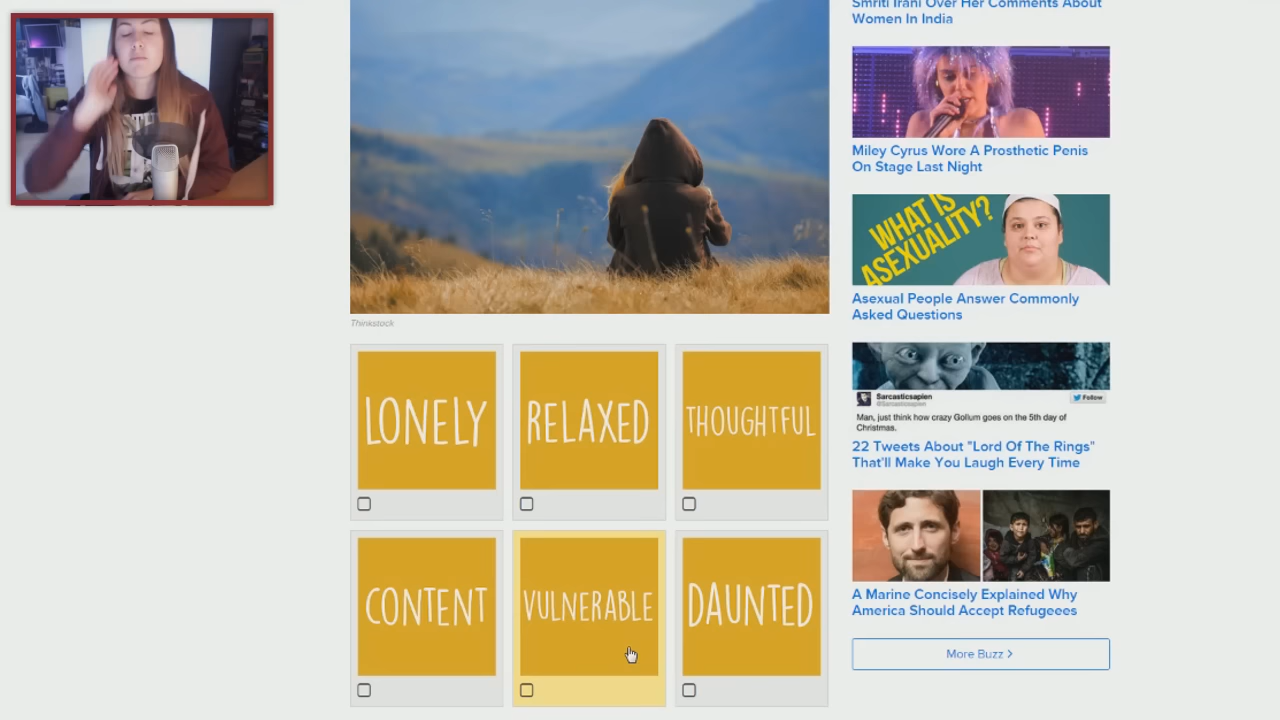 Smriti Irani Over Her Comments About
Women In India
Miley Cyrus Wore A Prosthetic Penis
On Stage Last Night
WHAT IS
ASEXUALITY?
Asexual People Answer Commonly
Asked Questions
Sarcasticsapien
@Sarcasticsapien
Follow
Man, just think how crazy Gollum goes on the 5th day of
Christmas.
22 Tweets About "Lord Of The Rings"
That'll Make You Laugh Every Time
A Marine Concisely Explained Why
America Should Accept Refugeees
More Buzz >
Thinkstock
LONELY
RELAXED
THOUGHTFUL
CONTENT
VULNERABLE
DAUNTED